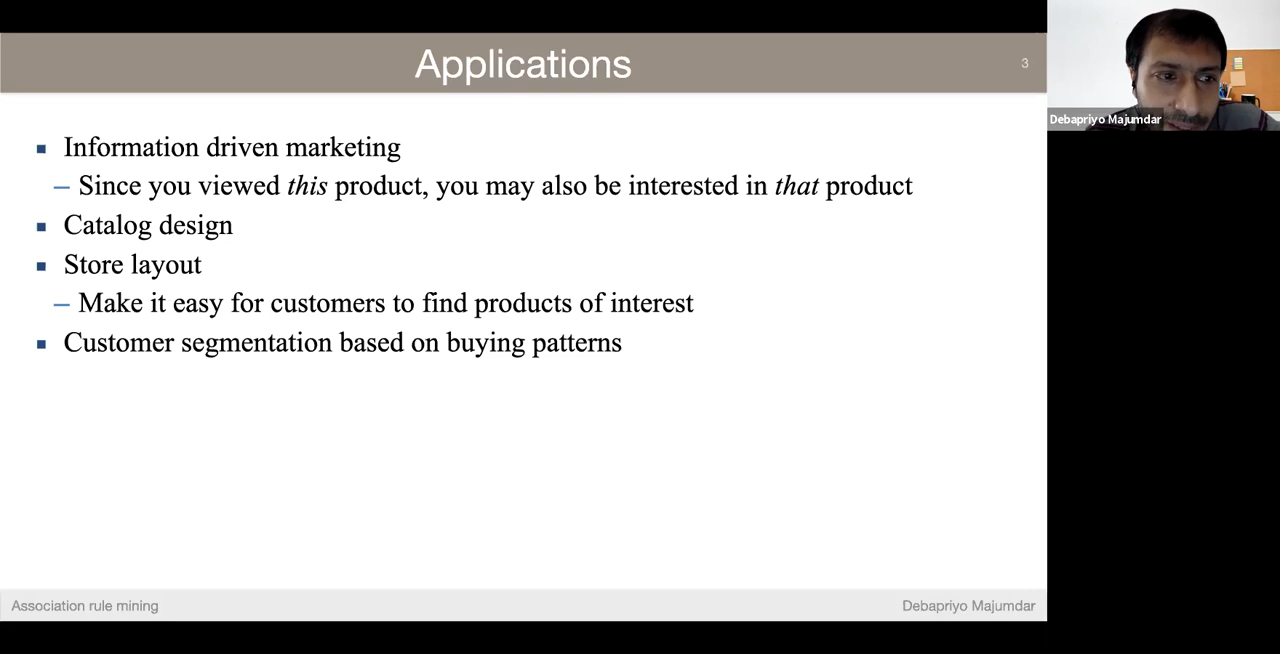 Applications
3
Information driven marketing
– Since you viewed this product, you may also be interested in that product
Catalog design
Store layout
– Make it easy for customers to find products of interest
Customer segmentation based on buying patterns
Association rule mining
Debapriyo Majumdar
Debapriyo Majumdar